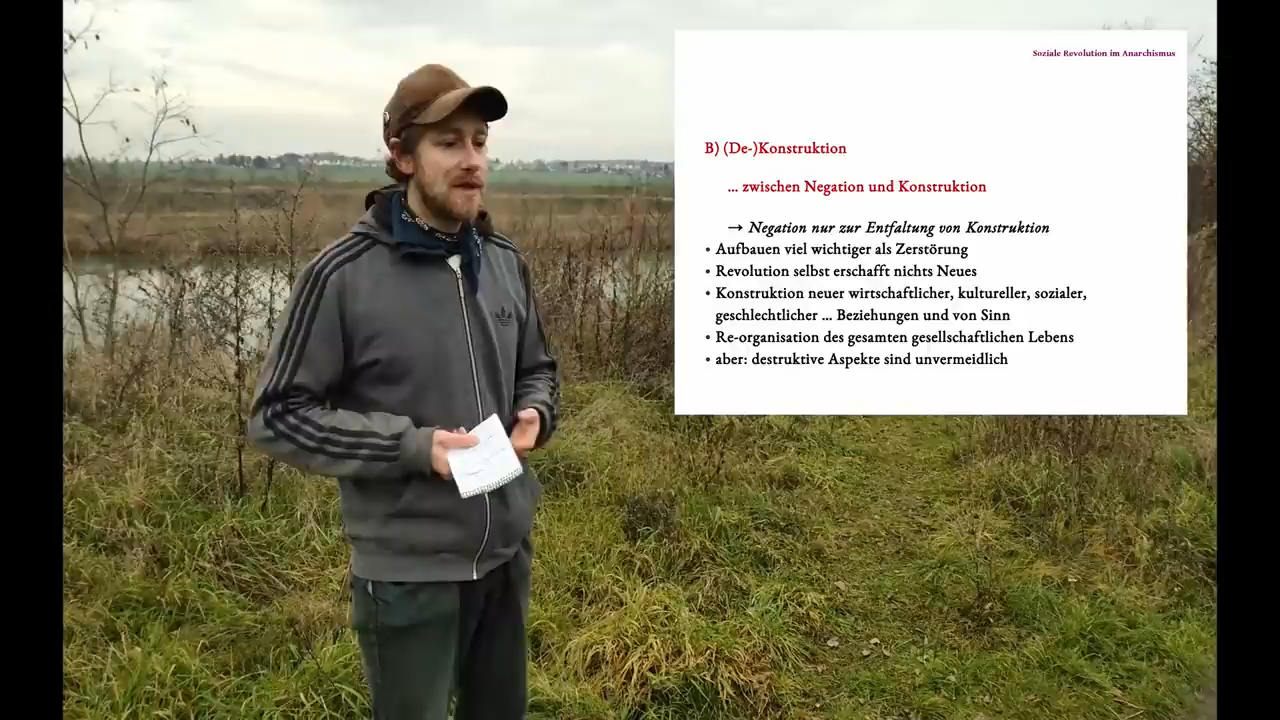 Soziale Revolution im Anarchismus
B) (De-)Konstruktion
... zwischen Negation und Konstruktion
→ Negation nur zur Entfaltung von Konstruktion
• Aufbauen viel wichtiger als Zerstörung
• Revolution selbst erschafft nichts Neues
• Konstruktion neuer wirtschaftlicher, kultureller, sozialer,
geschlechtlicher ... Beziehungen und von Sinn
• Re-organisation des gesamten gesellschaftlichen Lebens
• aber: destruktive Aspekte sind unvermeidlich